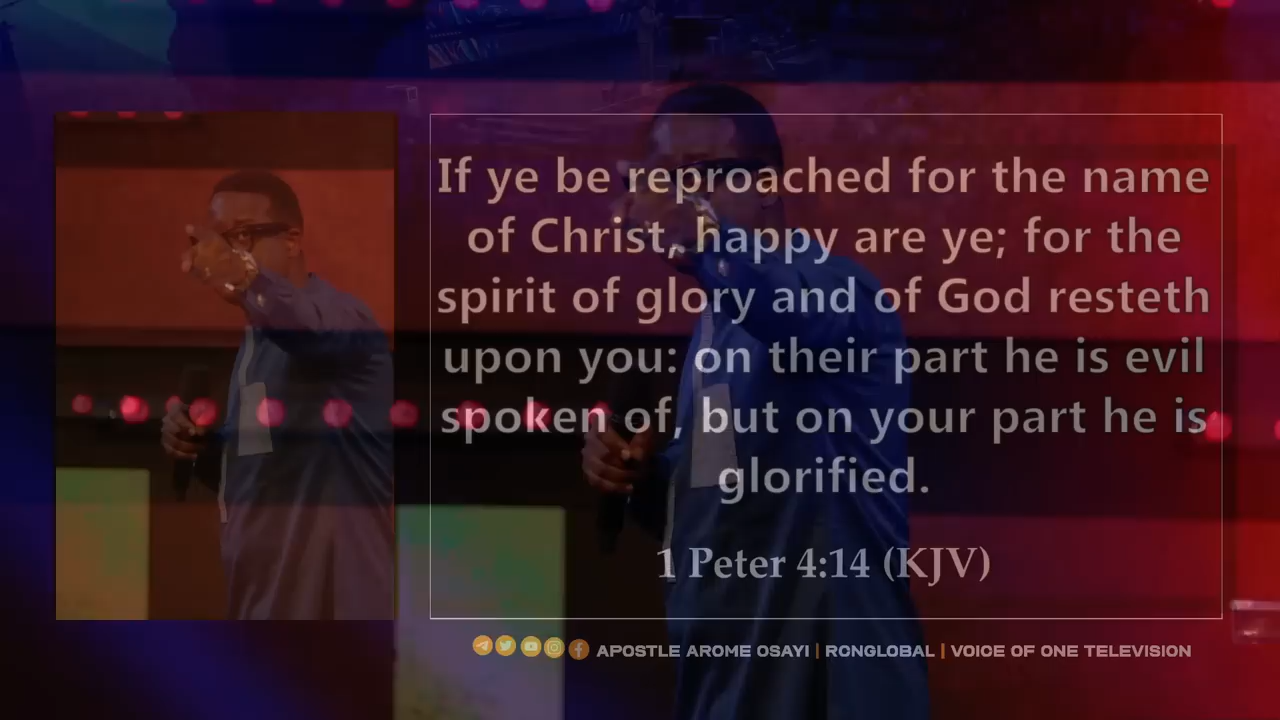 If ye be reproached for the name
of Christ, happy are ye; for the
spirit of glory and of God resteth
upon you: on their part he is evil
spoken of, but on your part he is
glorified.
1 Peter 4:14 (KJV)
APOSTLE AROME OSAYI | RONGLOBAL | VOICE OF ONE TELEVISION